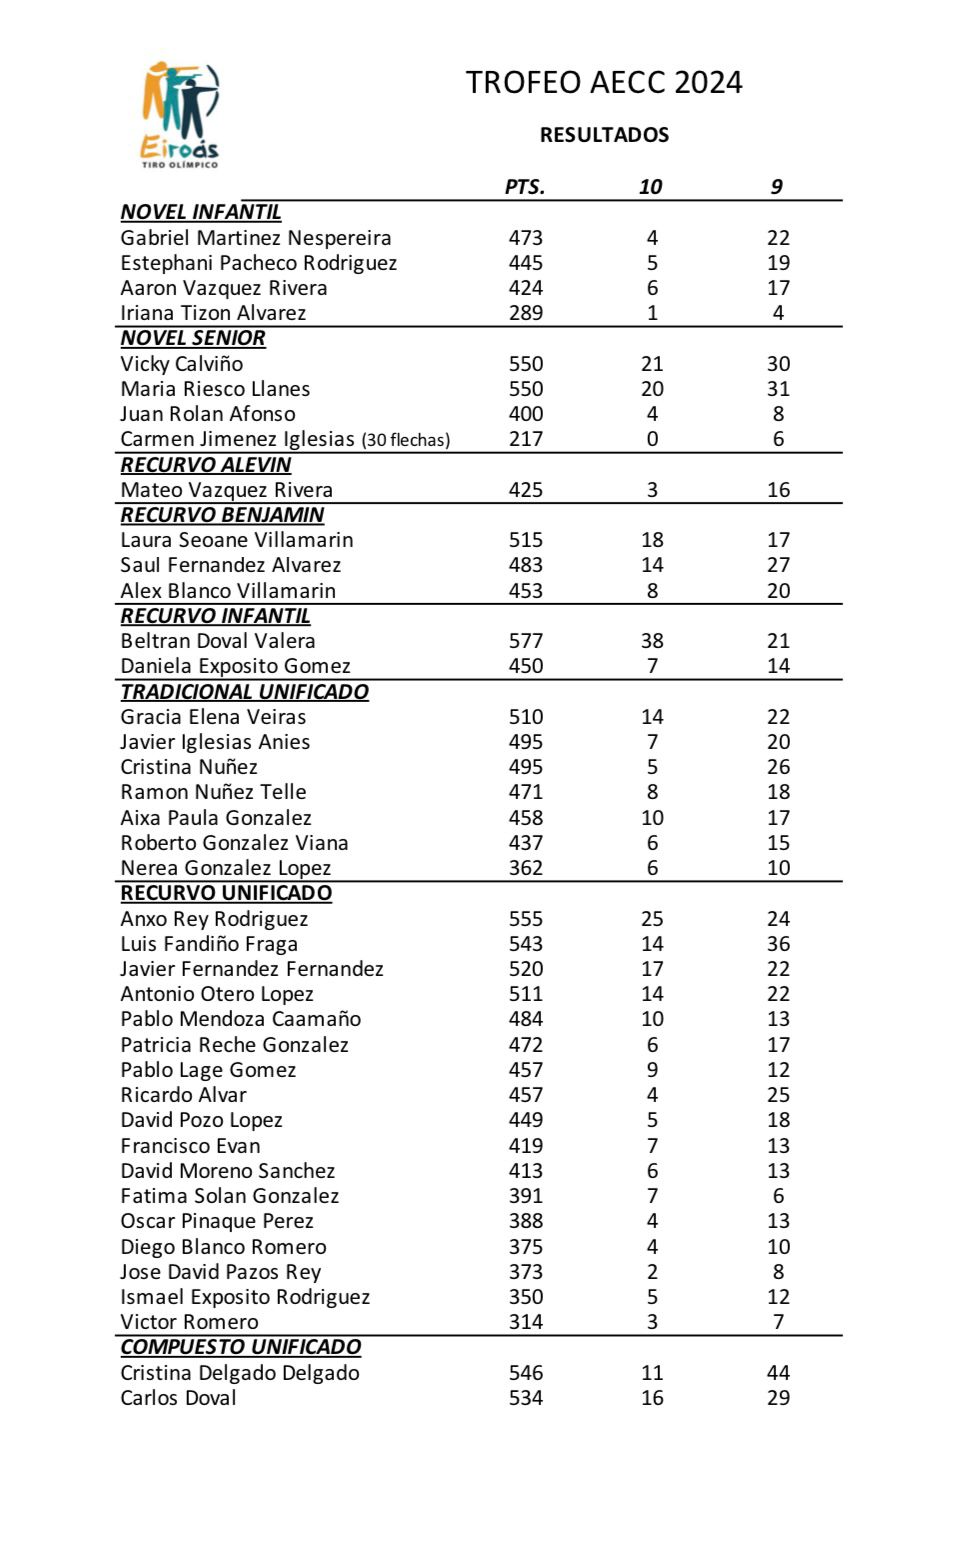 Eiroás
TIRO OLÍMPICO
TROFEO AECC 2024
RESULTADOS
PTS. 10 9
NOVEL INFANTIL
Gabriel Martinez Nespereira 473 4 22
Estephani Pacheco Rodriguez 445 5 19
Aaron Vazquez Rivera 424 6 17
Iriana Tizon Alvarez 289 1 4
NOVEL SENIOR
Vicky Calviño 550 21 30
Maria Riesco Llanes 550 20 31
Juan Rolan Afonso 400 4 8
Carmen Jimenez Iglesias (30 flechas) 217 0 6
RECURVO ALEVIN
Mateo Vazquez Rivera 425 3 16
RECURVO BENJAMIN
Laura Seoane Villamarin 515 18 17
Saul Fernandez Alvarez 483 14 27
Alex Blanco Villamarin 453 8 20
RECURVO INFANTIL
Beltran Doval Valera 577 38 21
Daniela Exposito Gomez 450 7 14
TRADICIONAL UNIFICADO
Gracia Elena Veiras 510 14 22
Javier Iglesias Anies 495 7 20
Cristina Nuñez 495 5 26
Ramon Nuñez Telle 471 8 18
Aixa Paula Gonzalez 458 10 17
Roberto Gonzalez Viana 437 6 15
Nerea Gonzalez Lopez 362 6 10
RECURVO UNIFICADO
Anxo Rey Rodriguez 555 25 24
Luis Fandiño Fraga 543 14 36
Javier Fernandez Fernandez 520 17 22
Antonio Otero Lopez 511 14 22
Pablo Mendoza Caamaño 484 10 13
Patricia Reche Gonzalez 472 6 17
Pablo Lage Gomez 457 9 12
Ricardo Alvar 457 4 25
David Pozo Lopez 449 5 18
Francisco Evan 419 7 13
David Moreno Sanchez 413 6 13
Fatima Solan Gonzalez 391 7 6
Oscar Pinaque Perez 388 4 13
Diego Blanco Romero 375 4 10
Jose David Pazos Rey 373 2 8
Ismael Exposito Rodriguez 350 5 12
Victor Romero 314 3 7
COMPUESTO UNIFICADO
Cristina Delgado Delgado 546 11 44
Carlos Doval 534 16 29